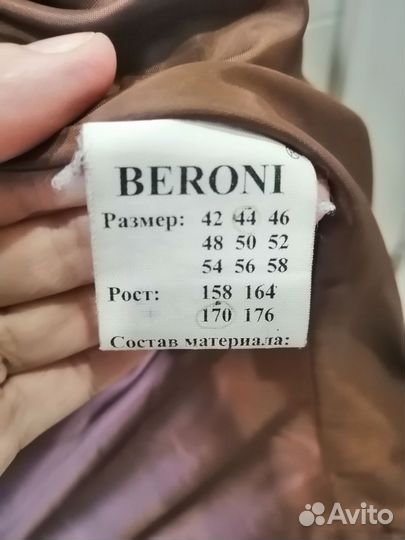 BERONI®
Размер: 42 44 46
48 50 52
54 56 58
Рост: 158 164
170 176
Состав материала:
Avito